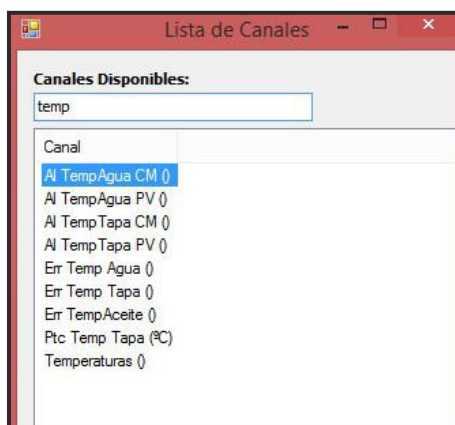 Lista de Canales
Canales Disponibles:
temp
Canal
Al TempAgua CM ()
Al TempAgua PV ()
Al TempTapa CM ()
Al TempTapa PV ()
Err Temp Agua ()
Err Temp Tapa ()
Err TempAceite ()
Ptc Temp Tapa (ºC)
Temperaturas ()